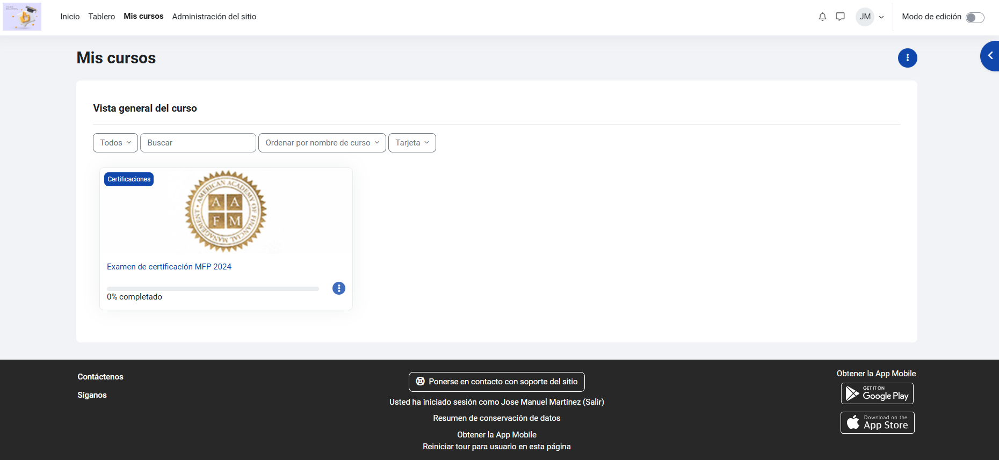 Inicio Tablero Mis cursos Administración del sitio JM Modo de edición
Mis cursos
Vista general del curso
Todos Buscar Ordenar por nombre de curso Tarjeta
Certificaciones
AMERICAN ACADEMY OF FINANCIAL MANAGEMENT
A A
F M
Examen de certificación MFP 2024
0% completado
Contáctenos
Síganos
Ponerse en contacto con soporte del sitio
Usted ha iniciado sesión como Jose Manuel Martínez (Salir)
Resumen de conservación de datos
Obtener la App Mobile
Reiniciar tour para usuario en esta página
Obtener la App Mobile
GET IT ON
Google Play
Download on the
App Store